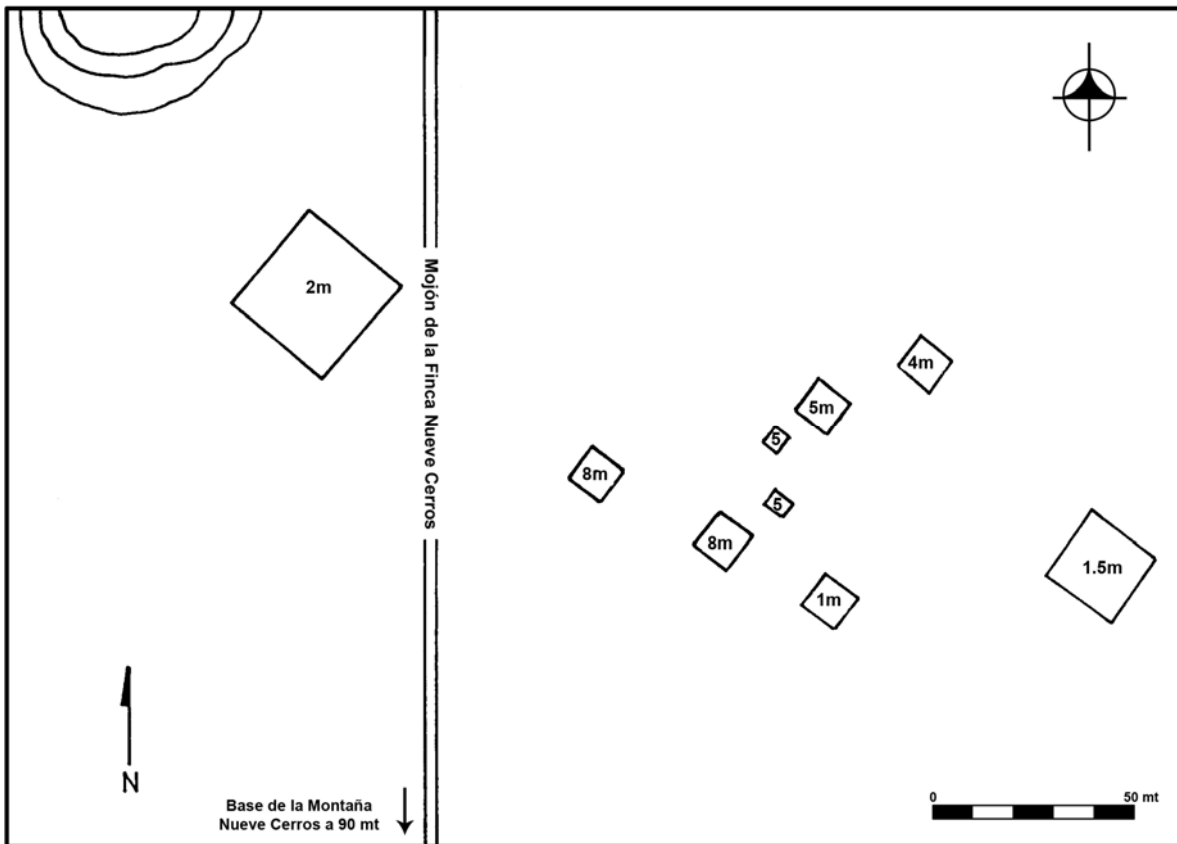 2m
Mojón de la Finca Nueve Cerros
4m
5m
5
8m
5
8m
1.5m
1m
N
Base de la Montaña
Nueve Cerros a 90 mt
0 50 mt